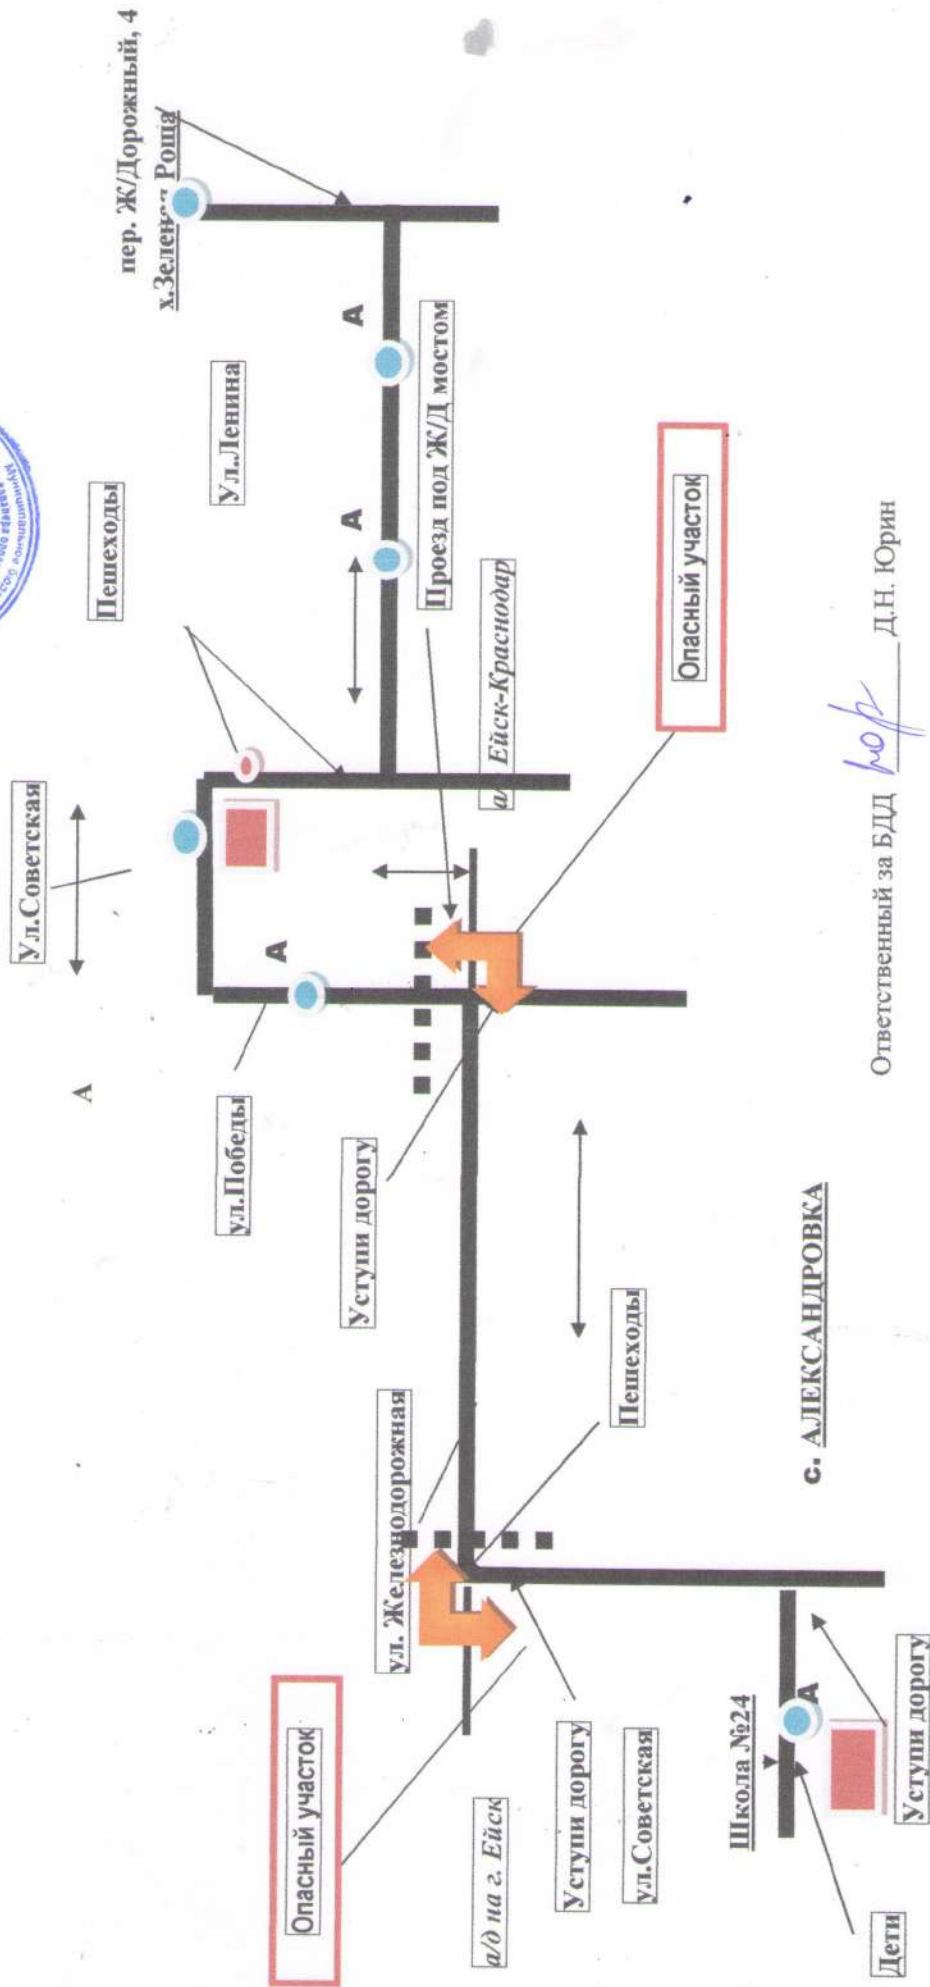 пер. Ж/Дорожный, 4
х.Зеленая Роща
муниципальное
Пешеходы
Ул.Ленина
А
А
Проезд под Ж/Д мостом
Ул.Советская
а/ Ейск-Краснодар
Опасный участок
А
А
ул.Победы
Уступи дорогу
ул. Железнодорожная
Пешеходы
с. АЛЕКСАНДРОВКА
Опасный участок
а/д на г. Ейск
Уступи дорогу
ул.Советская
Школа №24
А
Уступи дорогу
Дети
Ответственный за БДД Д.Н. Юрин